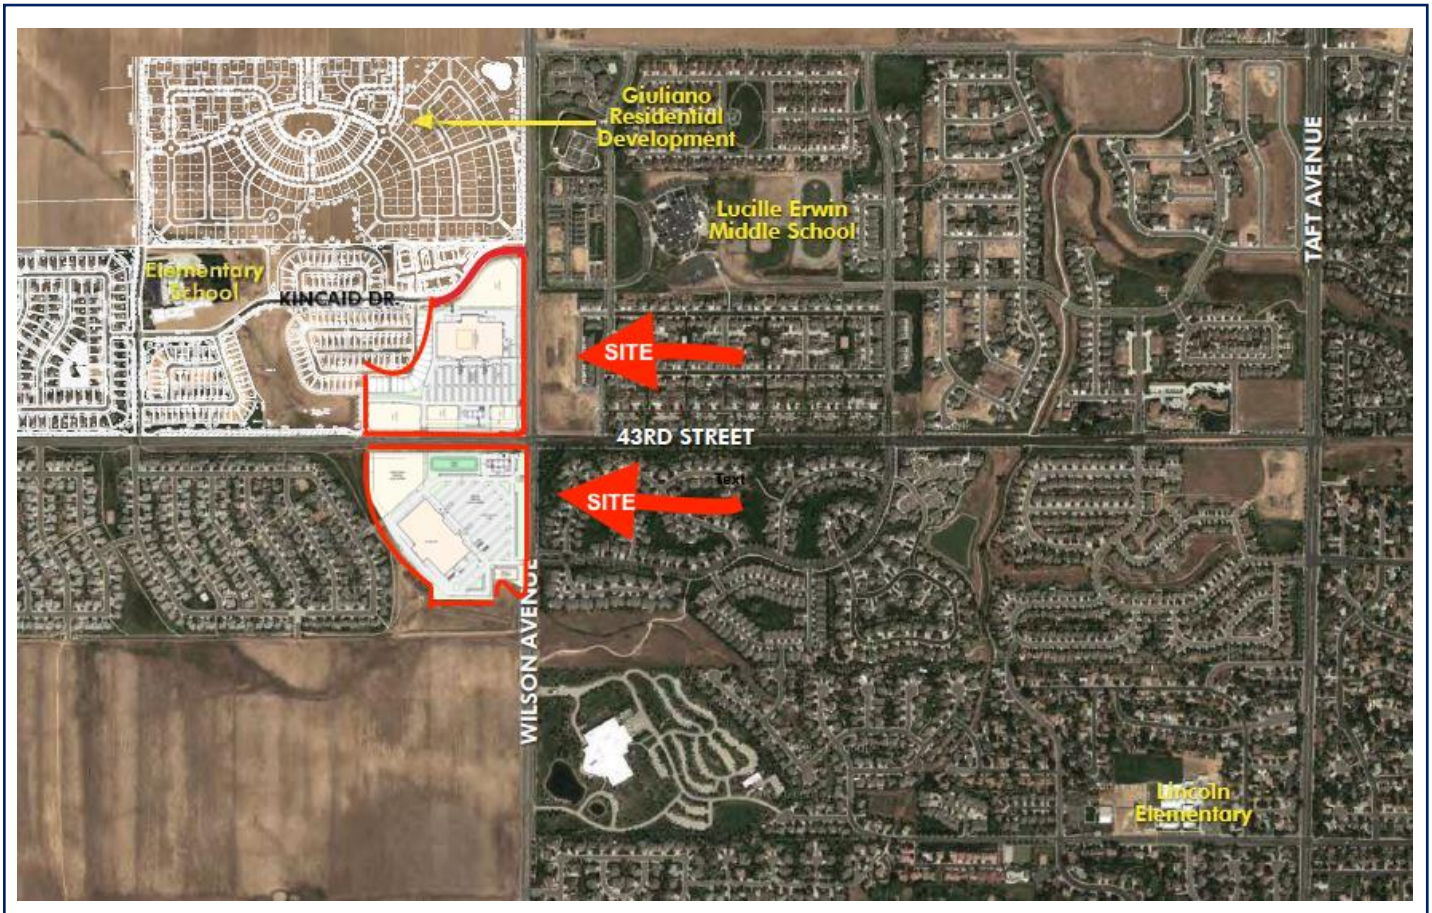 Giuliano
Residential
Development
TAFT AVENUE
Lucille Erwin
Middle School
Elementary
School
KINCAID DR.
SITE
43RD STREET
Text
SITE
WILSON AVENUE
Lincoln
Elementary